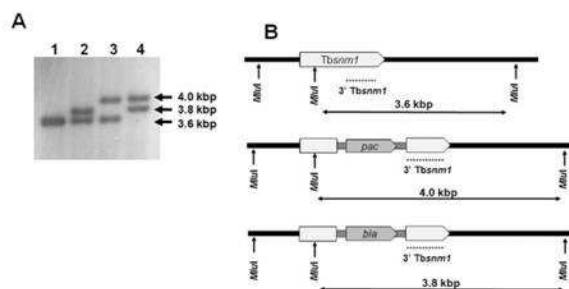 A
1 2 3 4
4.0 kbp
3.8 kbp
3.6 kbp
B
Tbsnm1
MluI
MluI
MluI
3' Tbsnm1
3.6 kbp
pac
MluI
MluI
3' Tbsnm1
MluI
4.0 kbp
bla
MluI
MluI
3' Tbsnm1
MluI
3.8 kbp